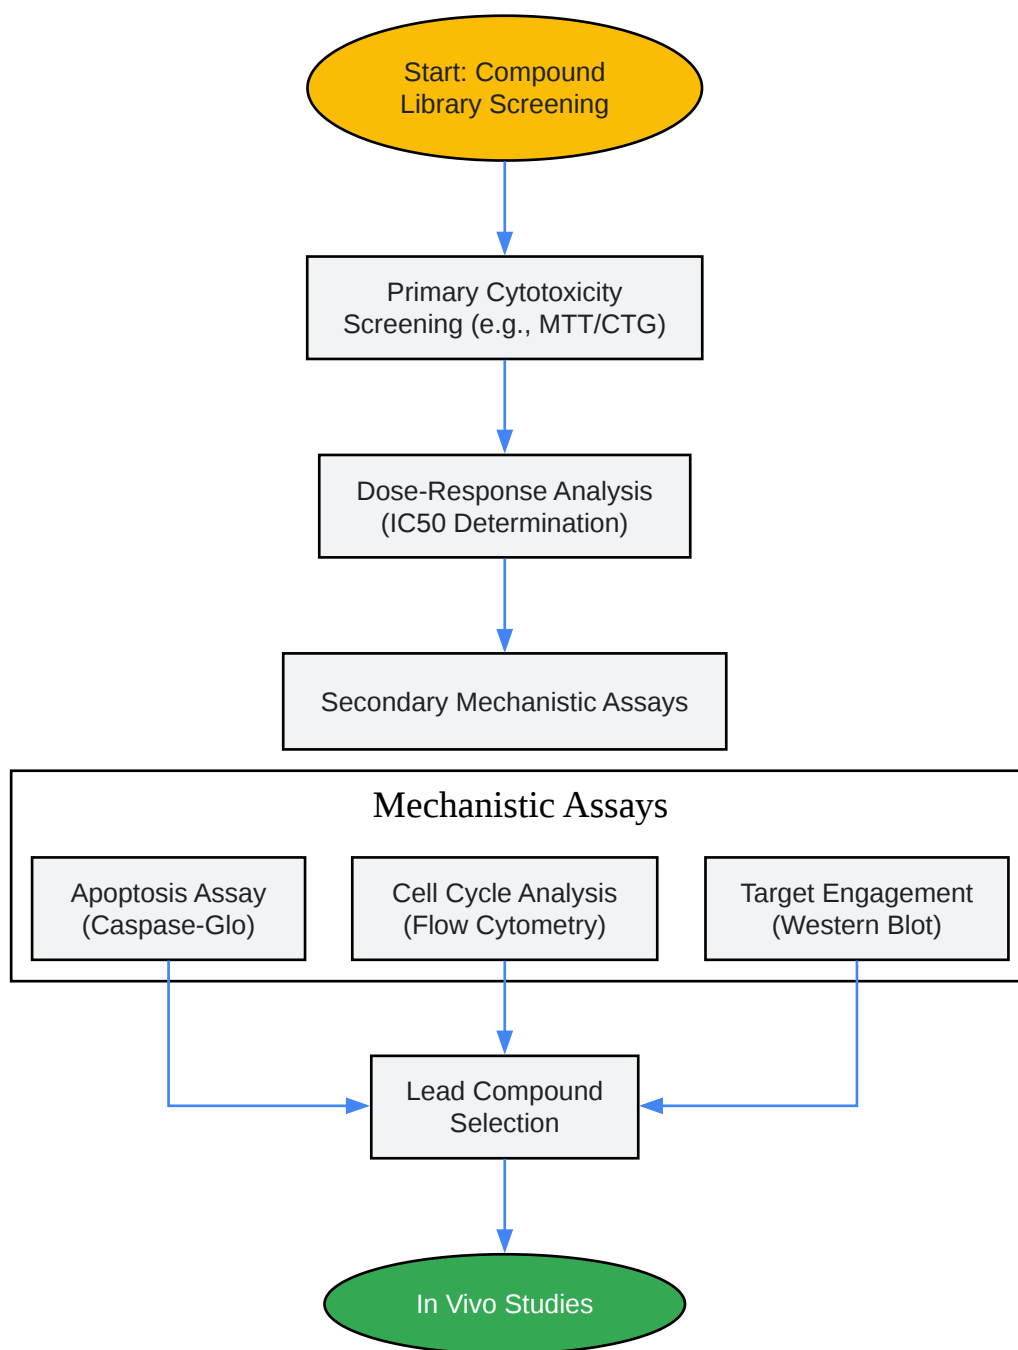 Start: Compound
Library Screening
Primary Cytotoxicity
Screening (e.g., MTT/CTG)
Dose-Response Analysis
(IC50 Determination)
Secondary Mechanistic Assays
Mechanistic Assays
Apoptosis Assay
(Caspase-Glo)
Cell Cycle Analysis
(Flow Cytometry)
Target Engagement
(Western Blot)
Lead Compound
Selection
In Vivo Studies